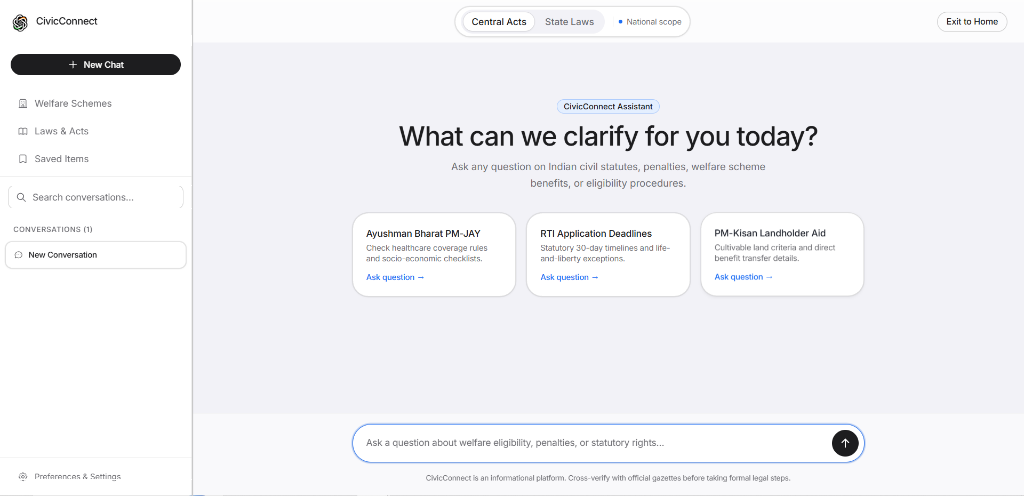 CivicConnect
+ New Chat
Welfare Schemes
Laws & Acts
Saved Items
Search conversations...
CONVERSATIONS (1)
New Conversation
Preferences & Settings
Central Acts
State Laws
National scope
Exit to Home
CivicConnect Assistant
What can we clarify for you today?
Ask any question on Indian civil statutes, penalties, welfare scheme
benefits, or eligibility procedures.
Ayushman Bharat PM-JAY
Check healthcare coverage rules
and socio-economic checklists.
Ask question →
RTI Application Deadlines
Statutory 30-day timelines and life-
and-liberty exceptions.
Ask question →
PM-Kisan Landholder Aid
Cultivable land criteria and direct
benefit transfer details.
Ask question →
Ask a question about welfare eligibility, penalties, or statutory rights...
CivicConnect is an informational platform. Cross-verify with official gazettes before taking formal legal steps.